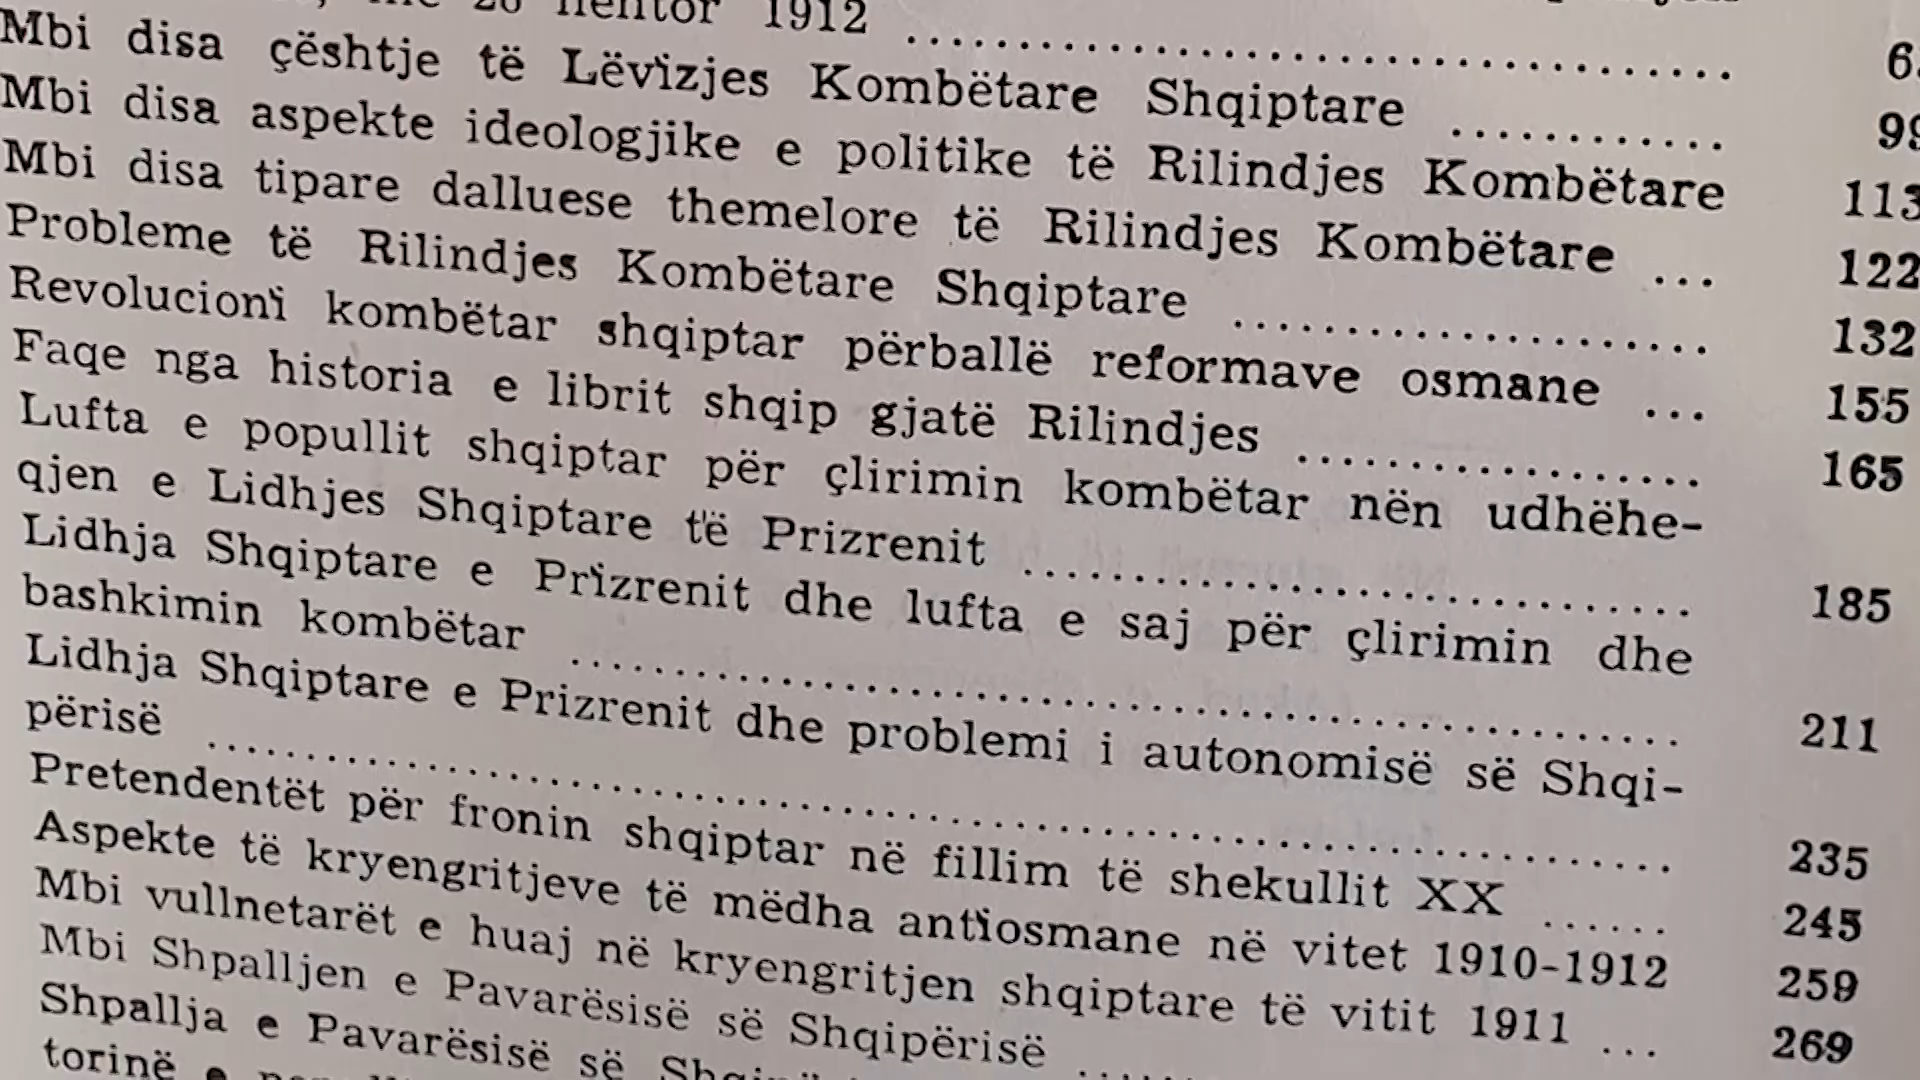 nëntor 1912 ..............................
Mbi disa çështje të Lëvizjes Kombëtare Shqiptare ............
Mbi disa aspekte ideologjike e politike të Rilindjes Kombëtare 113
Mbi disa tipare dalluese themelore të Rilindjes Kombëtare ... 122
Probleme të Rilindjes Kombëtare Shqiptare ................... 132
Revolucioni kombëtar shqiptar përballë reformave osmane ... 155
Faqe nga historia e librit shqip gjatë Rilindjes ................ 165
Lufta e popullit shqiptar për çlirimin kombëtar nën udhëhe-
qjen e Lidhjes Shqiptare të Prizrenit .......................... 185
Lidhja Shqiptare e Prizrenit dhe lufta e saj për çlirimin dhe
bashkimin kombëtar ........................................... 211
Lidhja Shqiptare e Prizrenit dhe problemi i autonomisë së Shqi-
përisë ........................................................ 235
Pretendentët për fronin shqiptar në fillim të shekullit XX ...... 245
Aspekte të kryengritjeve të mëdha antiosmane në vitet 1910-1912 259
Mbi vullnetarët e huaj në kryengritjen shqiptare të vitit 1911 ... 269
Mbi Shpalljen e Pavarësisë së Shqipërisë ......
Shpallja e Pavarësisë së
torinë e